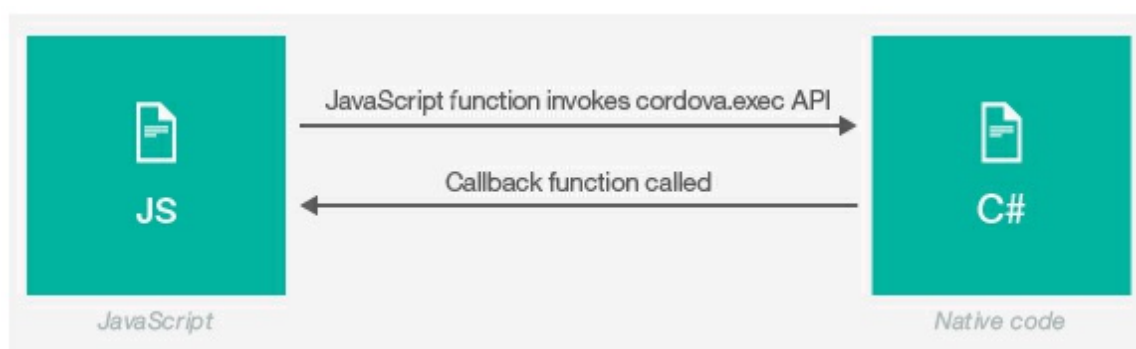 JavaScript function invokes cordova.exec API
Callback function called
JS
C#
JavaScript
Native code